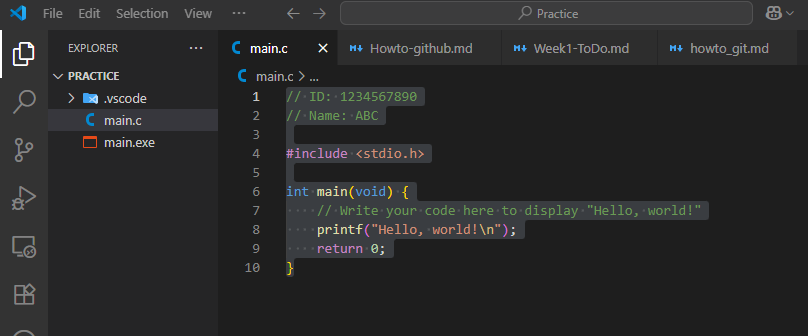 File Edit Selection View ··· Practice
EXPLORER ···
main.c
Howto-github.md
Week1-ToDo.md
howto_git.md
PRACTICE
.vscode
main.c
main.exe
main.c > ...
1 // ID: 1234567890
2 // Name: ABC
3
4 #include <stdio.h>
5
6 int main(void) {
7     // Write your code here to display "Hello, world!"
8     printf("Hello, world!\n");
9     return 0;
10 }